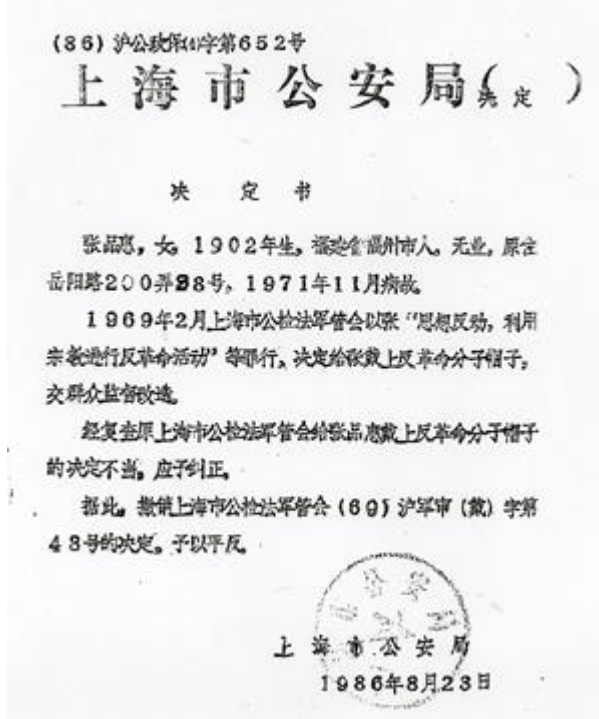 (86)沪公政保(4)字第652号
上海市公安局(决定)
决定书
张品惠,女。1902年生。福建省福州市人。无业,原住
岳阳路200弄28号,1971年11月病故。
1969年2月上海市公检法军管会以张“思想反动,利用
宗教进行反革命活动”等罪行、决定给张戴上反革命分子帽子,
交群众监督改造。
经复查原上海市公检法军管会给张品惠戴上反革命分子帽子
的决定不当。应予纠正。
据此。撤销上海市公检法军管会(69)沪军审(戴)字第
43号的决定。予以平反。
上海市公安局
1986年8月23日